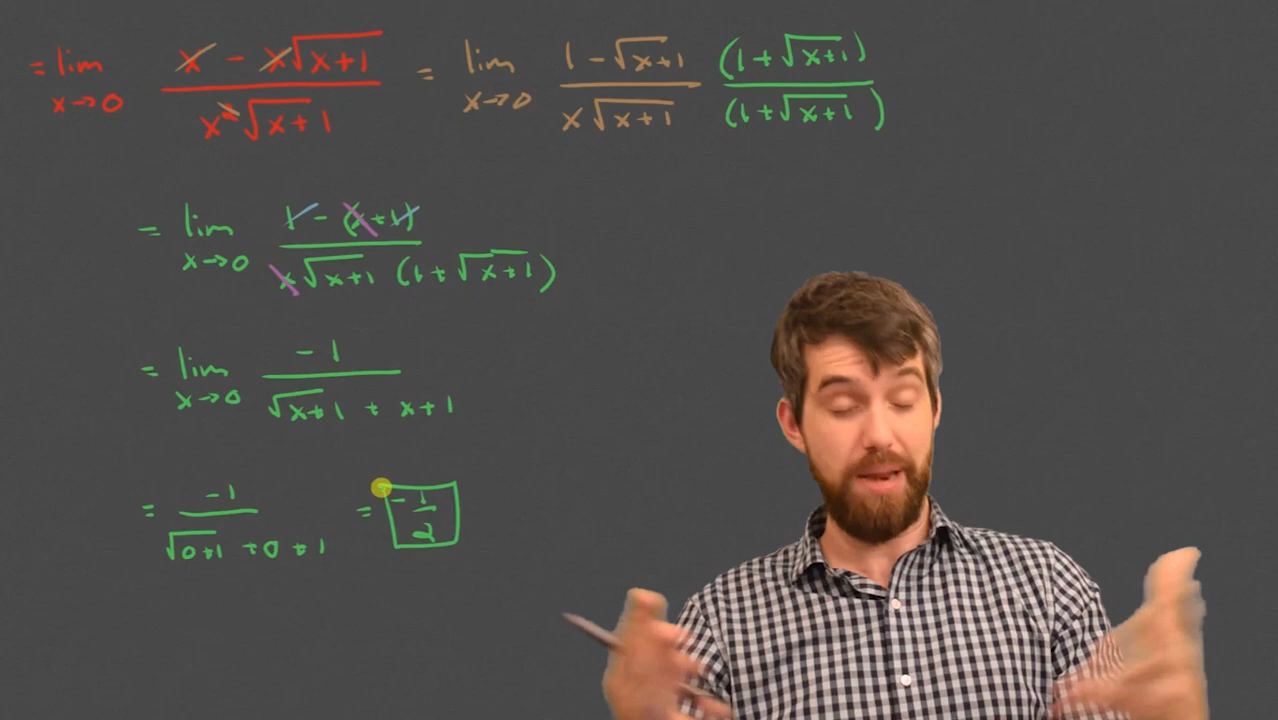 = lim x→0 x - x√x+1 / x²√x+1 = lim x→0 1 - √x+1 / x√x+1 (1 + √x+1) / (1 + √x+1)
= lim x→0 1 - (x+1) / x√x+1 (1 + √x+1)
= lim x→0 -1 / √x+1 + x+1
= -1 / √0+1 + 0 + 1 = -1/2